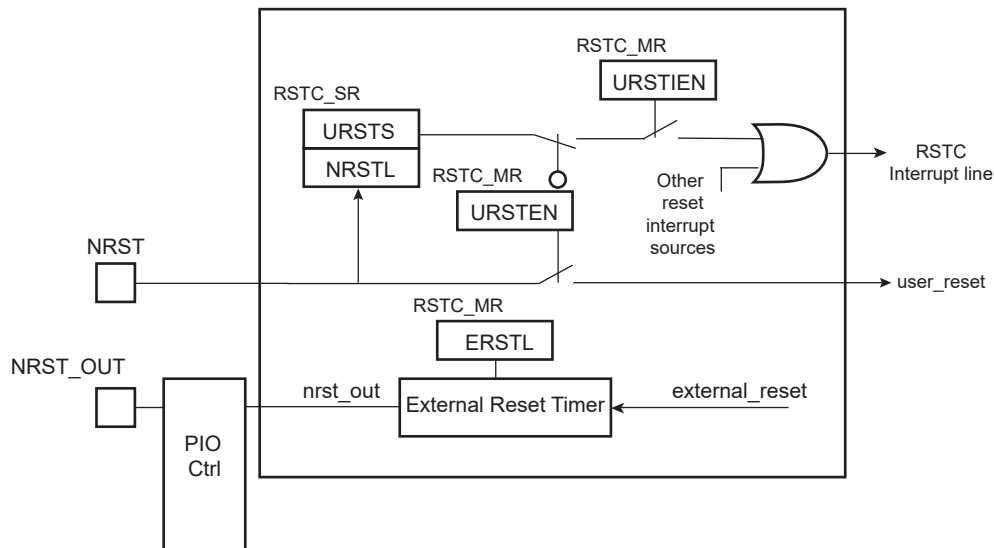 RSTC_MR
URSTIEN
RSTC_SR
URSTS
NRSTL
RSTC_MR
URSTEN
Other
reset
interrupt
sources
RSTC
Interrupt line
NRST
user_reset
RSTC_MR
ERSTL
NRST_OUT
nrst_out
External Reset Timer
external_reset
PIO
Ctrl